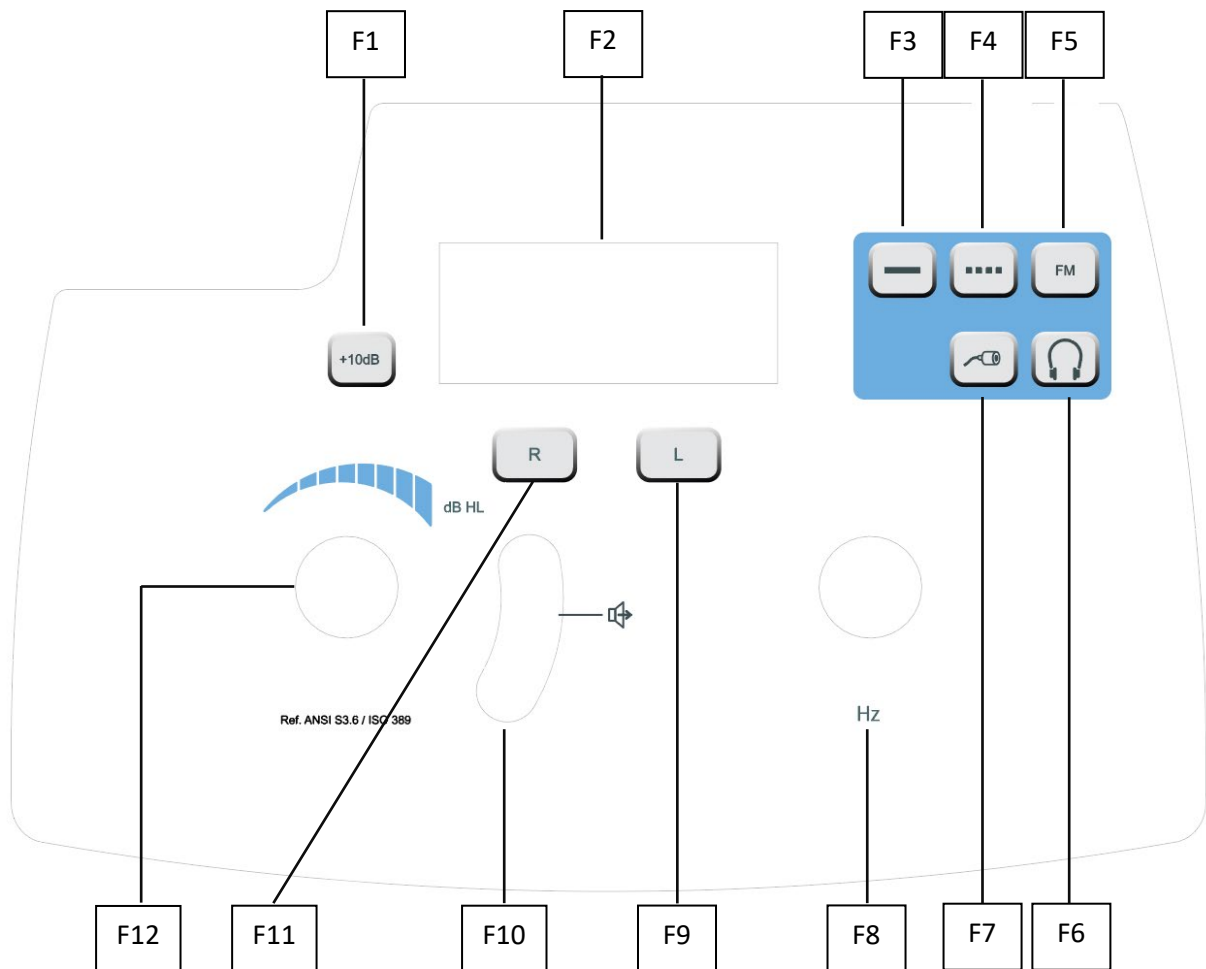 F1 F2 F3 F4 F5
FM
+10dB
R L
dB HL
Ref. ANSI S3.6 / ISO 389
Hz
F12 F11 F10 F9 F8 F7 F6